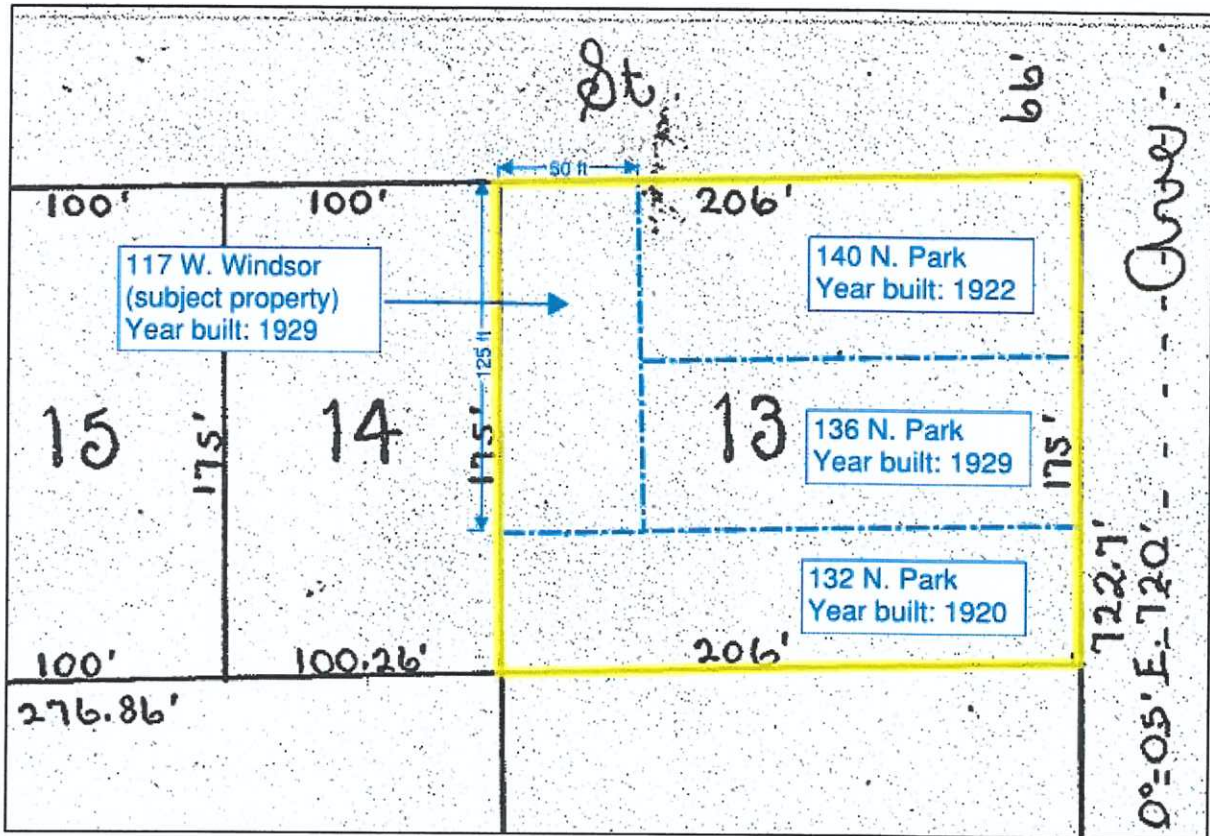 St.
66'
50 ft
100'
100'
206'
Ave.
117 W. Windsor
(subject property)
Year built: 1929
140 N. Park
Year built: 1922
125 ft
15
175'
14
175'
13
136 N. Park
Year built: 1929
175'
132 N. Park
Year built: 1920
722.7'
0°=05' E. 720'
100'
100.26'
206'
276.86'